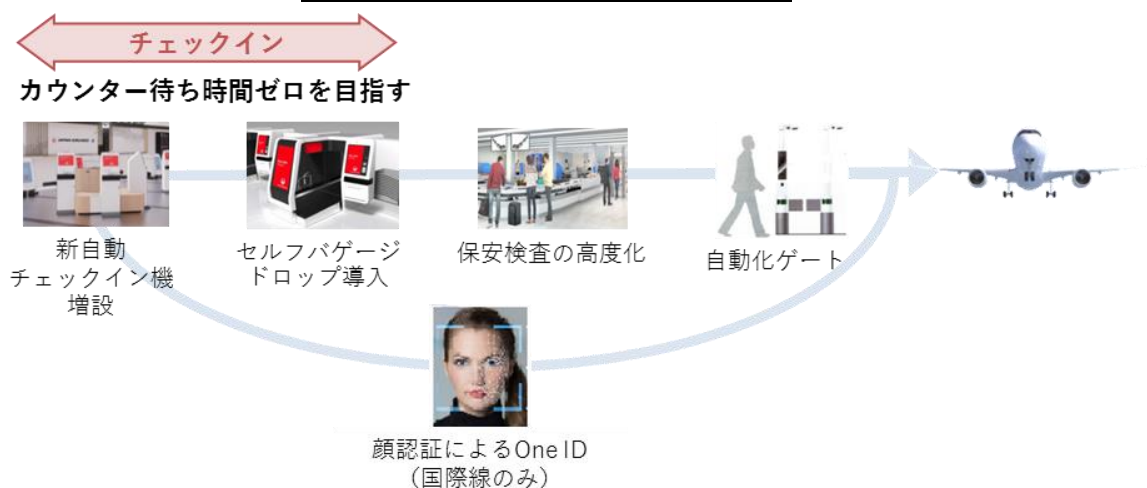 チェックイン
カウンター待ち時間ゼロを目指す
新自動
チェックイン機
増設
セルフバゲージ
ドロップ導入
保安検査の高度化
自動化ゲート
顔認証によるOne ID
（国際線のみ）